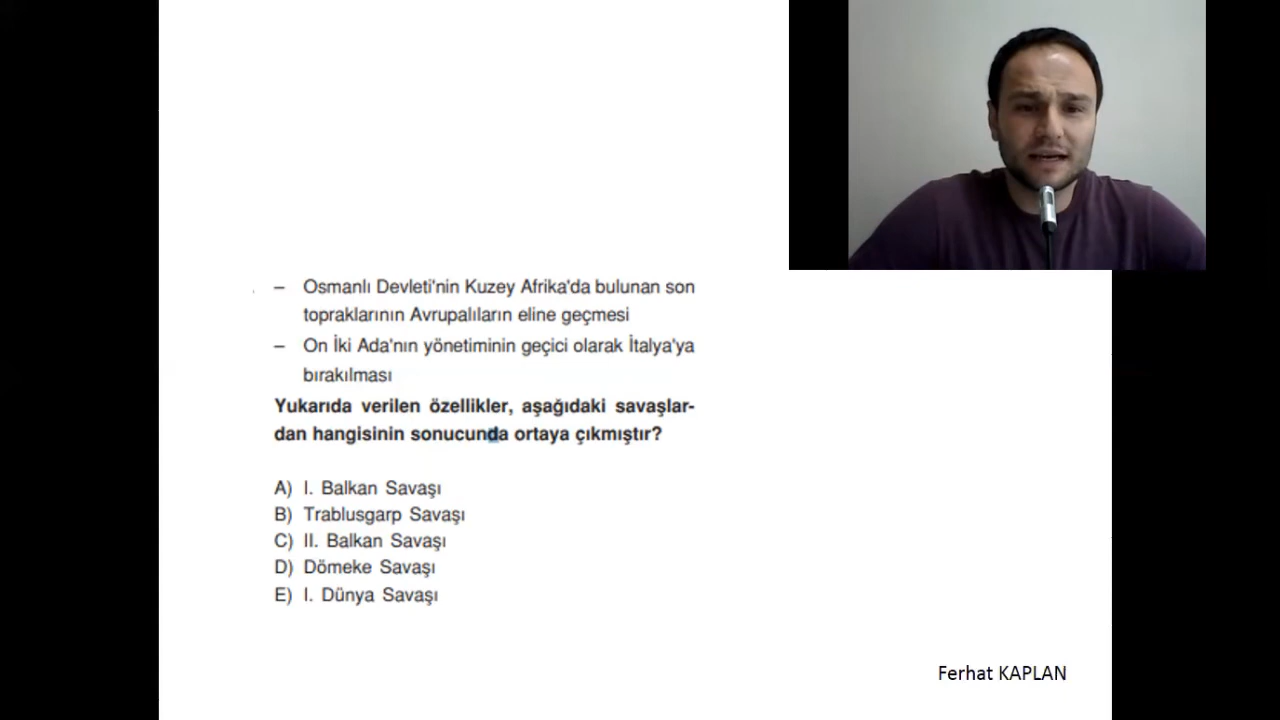 – Osmanlı Devleti'nin Kuzey Afrika'da bulunan son
topraklarının Avrupalıların eline geçmesi
– On İki Ada'nın yönetiminin geçici olarak İtalya'ya
bırakılması
Yukarıda verilen özellikler, aşağıdaki savaşlar-
dan hangisinin sonucunda ortaya çıkmıştır?
A) I. Balkan Savaşı
B) Trablusgarp Savaşı
C) II. Balkan Savaşı
D) Dömeke Savaşı
E) I. Dünya Savaşı
Ferhat KAPLAN